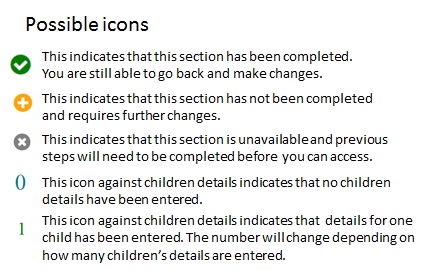 Possible icons
This indicates that this section has been completed.
You are still able to go back and make changes.
This indicates that this section has not been completed
and requires further changes.
This indicates that this section is unavailable and previous
steps will need to be completed before you can access.
0 This icon against children details indicates that no children
details have been entered.
This icon against children details indicates that details for one
1 child has been entered. The number will change depending on
how many children's details are entered.